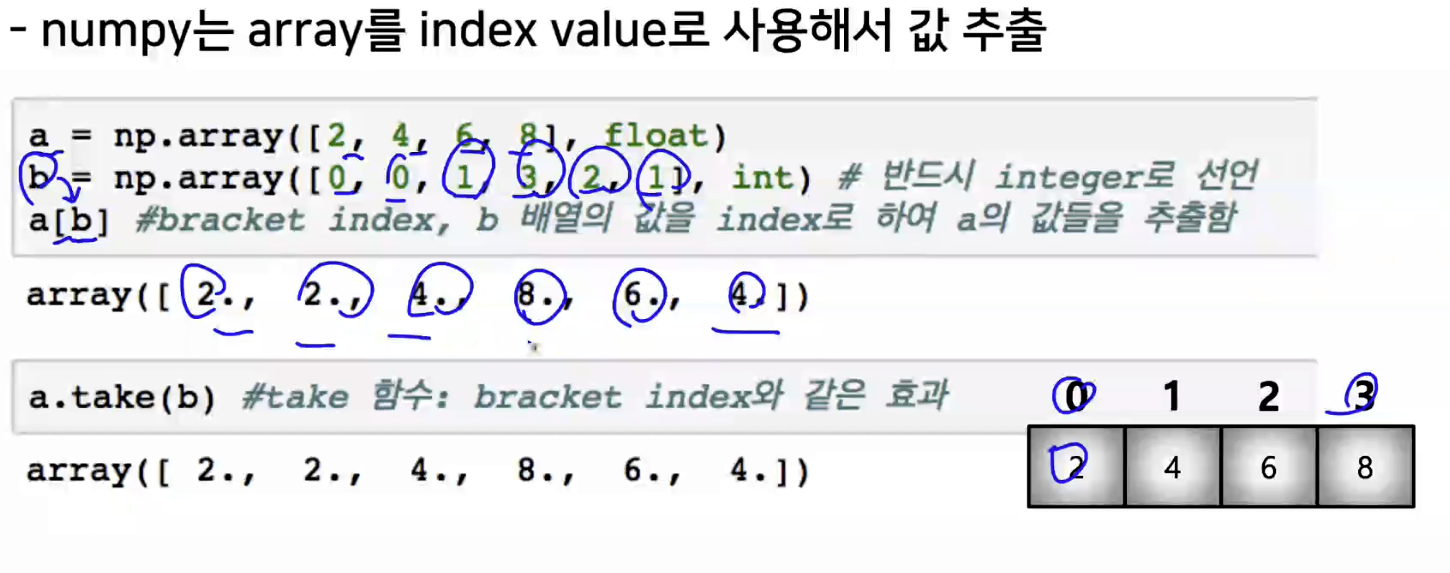 - numpy는 array를 index value로 사용해서 값 추출
a = np.array([2, 4, 6, 8], float)
b = np.array([0, 0, 1, 3, 2, 1], int) # 반드시 integer로 선언
a[b] #bracket index, b 배열의 값을 index로 하여 a의 값들을 추출함
array([ 2., 2., 4., 8., 6., 4.])
a.take(b) #take 함수: bracket index와 같은 효과
array([ 2., 2., 4., 8., 6., 4.])
0 1 2 3
2 4 6 8